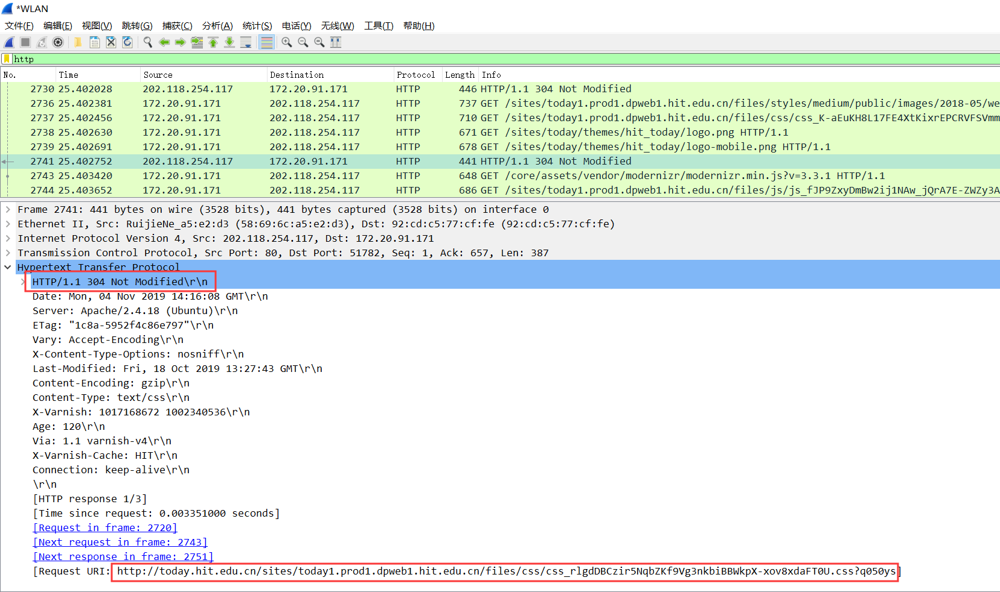 *WLAN
文件(F) 编辑(E) 视图(V) 跳转(G) 捕获(C) 分析(A) 统计(S) 电话(Y) 无线(W) 工具(T) 帮助(H)
http
No. Time Source Destination Protocol Length Info
2730 25.402028 202.118.254.117 172.20.91.171 HTTP 446 HTTP/1.1 304 Not Modified
2736 25.402381 172.20.91.171 202.118.254.117 HTTP 737 GET /sites/today1.prod1.dpweb1.hit.edu.cn/files/styles/medium/public/images/2018-05/we
2737 25.402456 172.20.91.171 202.118.254.117 HTTP 710 GET /sites/today1.prod1.dpweb1.hit.edu.cn/files/css/css_K-aEuKH8L17FE4XtKixrEPCRVFSVmm
2738 25.402630 172.20.91.171 202.118.254.117 HTTP 671 GET /sites/today/themes/hit_today/logo.png HTTP/1.1
2739 25.402691 172.20.91.171 202.118.254.117 HTTP 678 GET /sites/today/themes/hit_today/logo-mobile.png HTTP/1.1
2741 25.402752 202.118.254.117 172.20.91.171 HTTP 441 HTTP/1.1 304 Not Modified
2743 25.403420 172.20.91.171 202.118.254.117 HTTP 648 GET /core/assets/vendor/modernizr/modernizr.min.js?v=3.3.1 HTTP/1.1
2744 25.403652 172.20.91.171 202.118.254.117 HTTP 686 GET /sites/today1.prod1.dpweb1.hit.edu.cn/files/js/js_fJP9ZxyDmBw2ij1NAw_jQrA7E-ZWZy3A
Frame 2741: 441 bytes on wire (3528 bits), 441 bytes captured (3528 bits) on interface 0
Ethernet II, Src: RuijieNe_a5:e2:d3 (58:69:6c:a5:e2:d3), Dst: 92:cd:c5:77:cf:fe (92:cd:c5:77:cf:fe)
Internet Protocol Version 4, Src: 202.118.254.117, Dst: 172.20.91.171
Transmission Control Protocol, Src Port: 80, Dst Port: 51782, Seq: 1, Ack: 657, Len: 387
Hypertext Transfer Protocol
HTTP/1.1 304 Not Modified\r\n
Date: Mon, 04 Nov 2019 14:16:08 GMT\r\n
Server: Apache/2.4.18 (Ubuntu)\r\n
ETag: "1c8a-5952f4c86e797"\r\n
Vary: Accept-Encoding\r\n
X-Content-Type-Options: nosniff\r\n
Last-Modified: Fri, 18 Oct 2019 13:27:43 GMT\r\n
Content-Encoding: gzip\r\n
Content-Type: text/css\r\n
X-Varnish: 1017168672 1002340536\r\n
Age: 120\r\n
Via: 1.1 varnish-v4\r\n
X-Varnish-Cache: HIT\r\n
Connection: keep-alive\r\n
\r\n
[HTTP response 1/3]
[Time since request: 0.003351000 seconds]
[Request in frame: 2720]
[Next request in frame: 2743]
[Next response in frame: 2751]
[Request URI: http://today.hit.edu.cn/sites/today1.prod1.dpweb1.hit.edu.cn/files/css/css_rlgdDBCzir5NqbZKf9Vg3nkbiBBWkpX-xov8xdaFT0U.css?q050ys]